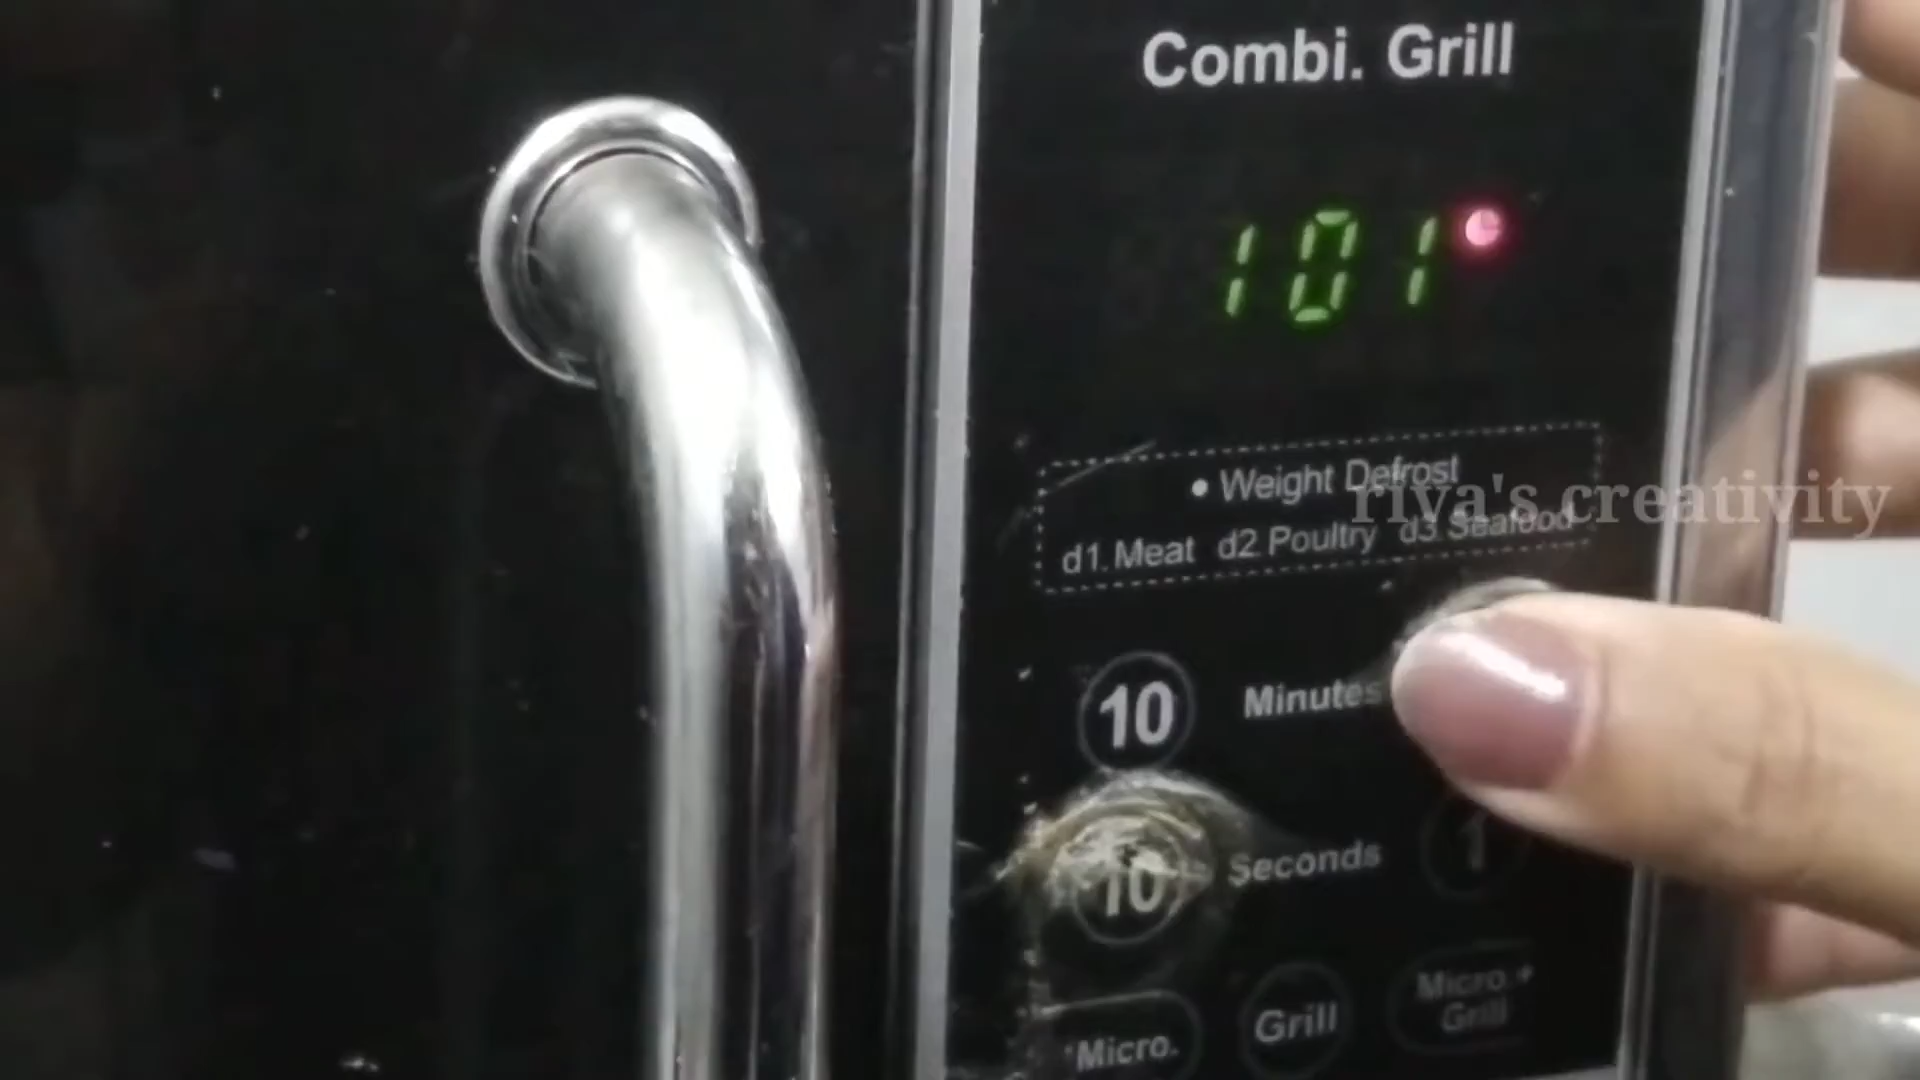 Combi. Grill
101
• Weight Defrost
d1. Meat d2 Poultry d3 Seafood
riya's creativity
10 Minutes
10 Seconds 1
Micro. Grill Micro.+ Grill